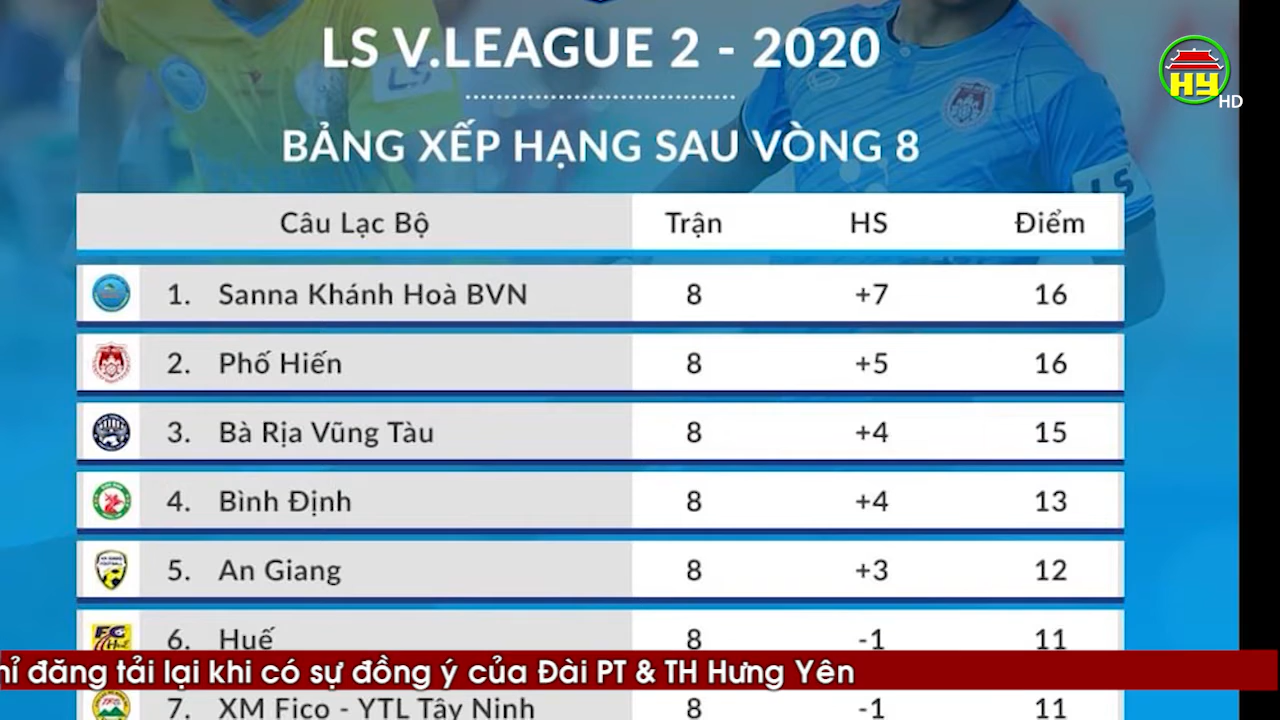 LS V.LEAGUE 2 - 2020
HY HD
BẢNG XẾP HẠNG SAU VÒNG 8
LS
LS
Câu Lạc Bộ Trận HS Điểm
1. Sanna Khánh Hoà BVN 8 +7 16
2. Phố Hiến 8 +5 16
3. Bà Rịa Vũng Tàu 8 +4 15
4. Bình Định 8 +4 13
5. An Giang 8 +3 12
6. Huế 8 -1 11
hỉ đăng tải lại khi có sự đồng ý của Đài PT & TH Hưng Yên
7. XM Fico - YTL Tây Ninh 8 -1 11